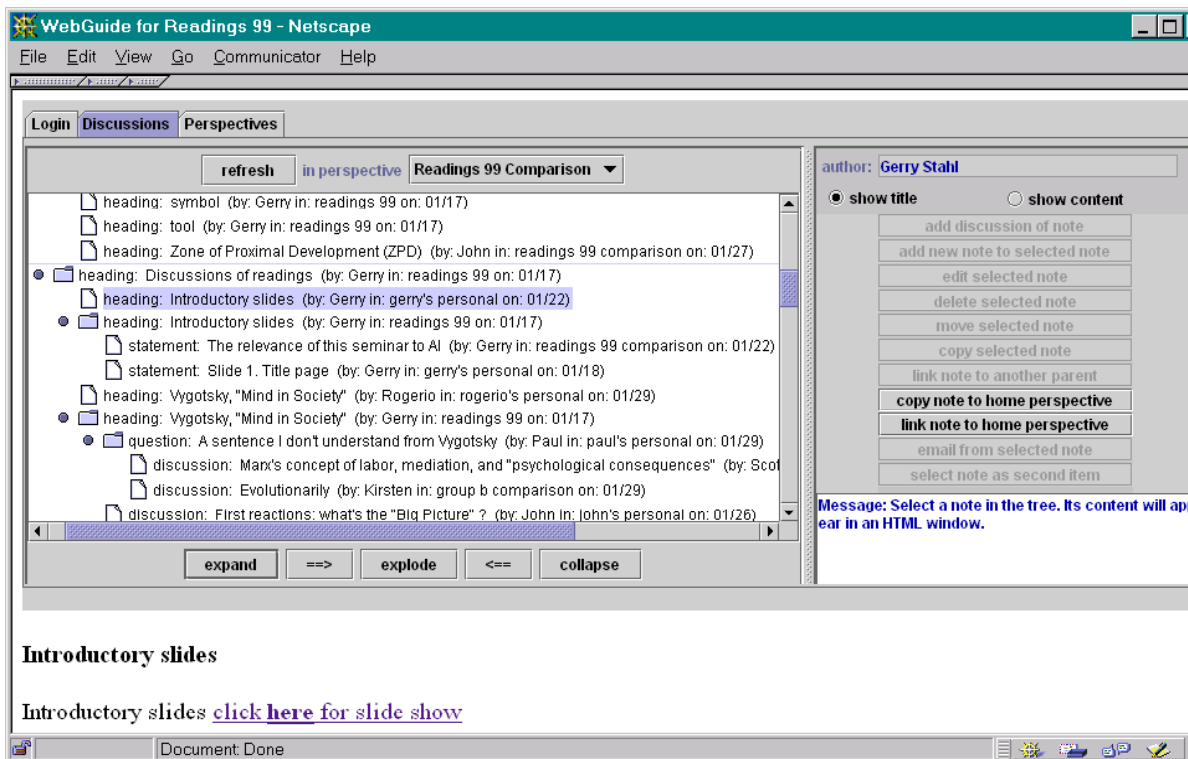 WebGuide for Readings 99 - Netscape
File Edit View Go Communicator Help
Login Discussions Perspectives
refresh in perspective Readings 99 Comparison
heading: symbol (by: Gerry in: readings 99 on: 01/17)
heading: tool (by: Gerry in: readings 99 on: 01/17)
heading: Zone of Proximal Development (ZPD) (by: John in: readings 99 comparison on: 01/27)
heading: Discussions of readings (by: Gerry in: readings 99 on: 01/17)
heading: Introductory slides (by: Gerry in: gerry's personal on: 01/22)
heading: Introductory slides (by: Gerry in: readings 99 on: 01/17)
statement: The relevance of this seminar to AI (by: Gerry in: readings 99 comparison on: 01/22)
statement: Slide 1. Title page (by: Gerry in: gerry's personal on: 01/18)
heading: Vygotsky, "Mind in Society" (by: Rogerio in: rogerio's personal on: 01/29)
heading: Vygotsky, "Mind in Society" (by: Gerry in: readings 99 on: 01/17)
question: A sentence I don't understand from Vygotsky (by: Paul in: paul's personal on: 01/29)
discussion: Marx's concept of labor, mediation, and "psychological consequences" (by: Scot
discussion: Evolutionarily (by: Kirsten in: group b comparison on: 01/29)
discussion: First reactions: what's the "Big Picture" ? (by: John in: john's personal on: 01/26)
expand ==> explode <== collapse
author: Gerry Stahl
show title show content
add discussion of note
add new note to selected note
edit selected note
delete selected note
move selected note
copy selected note
link note to another parent
copy note to home perspective
link note to home perspective
email from selected note
select note as second item
Message: Select a note in the tree. Its content will app
ear in an HTML window.
Introductory slides
Introductory slides click here for slide show
Document: Done